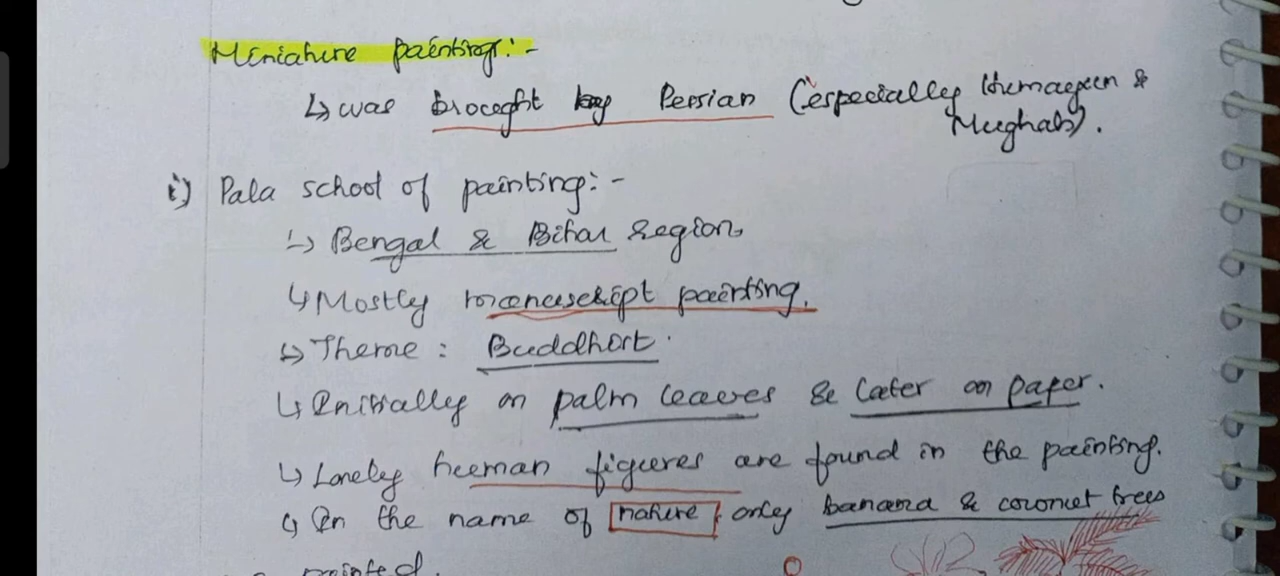 Miniature painting:-
↳ was brought by Persian (especially Humayun &
Mughals).
i) Pala school of painting:-
↳ Bengal & Bihar region
↳ Mostly manuscript painting.
↳ Theme: Buddhist.
↳ Initially on palm leaves & later on paper.
↳ Lonely human figures are found in the painting.
↳ In the name of nature, only banana & coconut trees
painted.